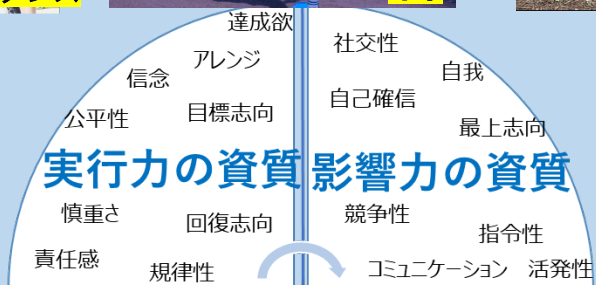 達成欲
アレンジ
信念
公平性
目標志向
実行力の資質
慎重さ
回復志向
責任感
規律性
社交性
自我
自己確信
最上志向
影響力の資質
競争性
指令性
コミュニケーション
活発性